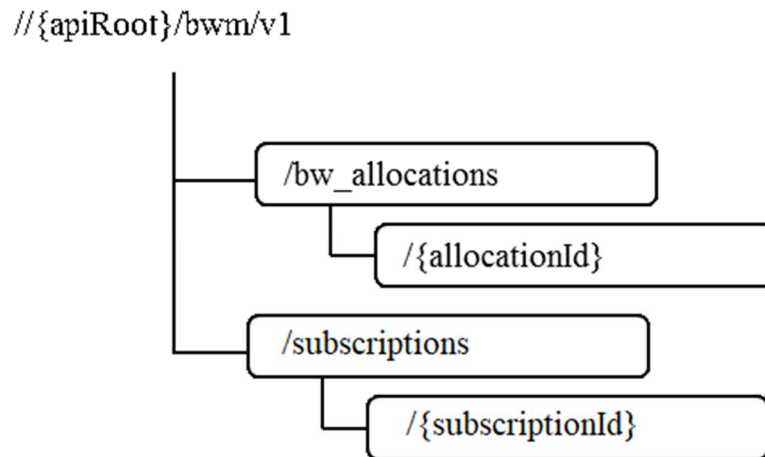 //{apiRoot}/bwm/v1
/bw_allocations
/{allocationId}
/subscriptions
/{subscriptionId}